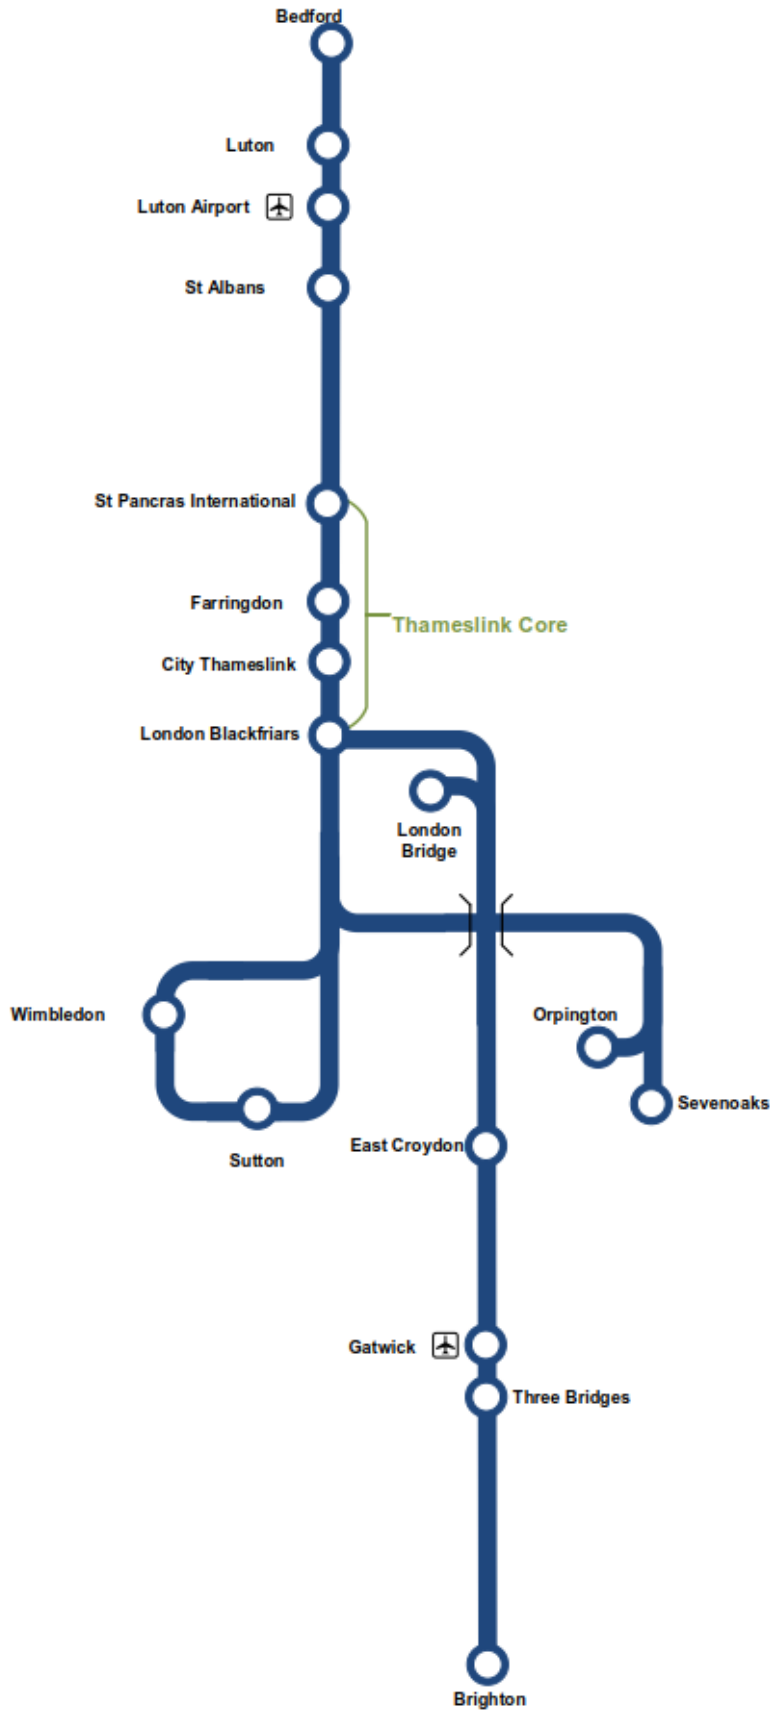 Bedford
Luton
Luton Airport
St Albans
St Pancras International
Farringdon
Thameslink Core
City Thameslink
London Blackfriars
London
Bridge
Wimbledon
Orpington
Sevenoaks
East Croydon
Sutton
Gatwick
Three Bridges
Brighton